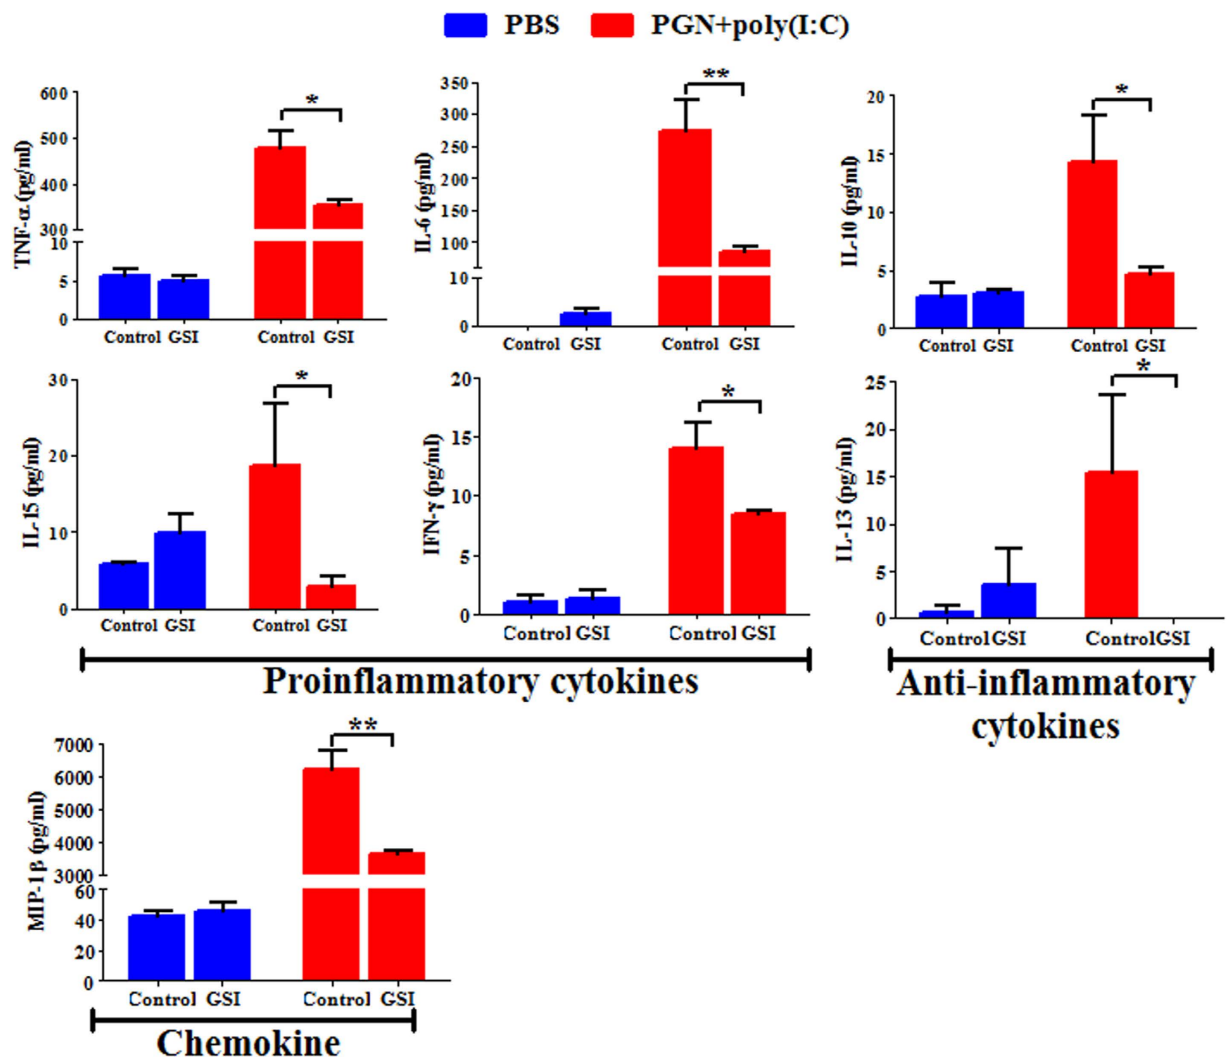 PBS PGN+poly(I:C)
TNF-α (pg/ml)
600
500
400
300
10
5
0
*
Control GSI Control GSI
IL-6 (pg/ml)
350
300
250
200
150
100
10
0
**
Control GSI Control GSI
IL-10 (pg/ml)
20
15
10
5
0
*
Control GSI Control GSI
IL-15 (pg/ml)
30
20
10
0
*
Control GSI Control GSI
IFN-γ (pg/ml)
20
15
10
5
0
*
Control GSI Control GSI
IL-13 (pg/ml)
25
20
15
10
5
0
*
ControlGSI ControlGSI
Proinflammatory cytokines
Anti-inflammatory
cytokines
MIP-1β (pg/ml)
7000
6000
5000
4000
3000
60
40
20
0
**
Control GSI Control GSI
Chemokine